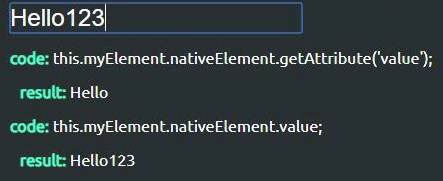 Hello123
code: this.myElement.nativeElement.getAttribute('value');
result: Hello
code: this.myElement.nativeElement.value;
result: Hello123